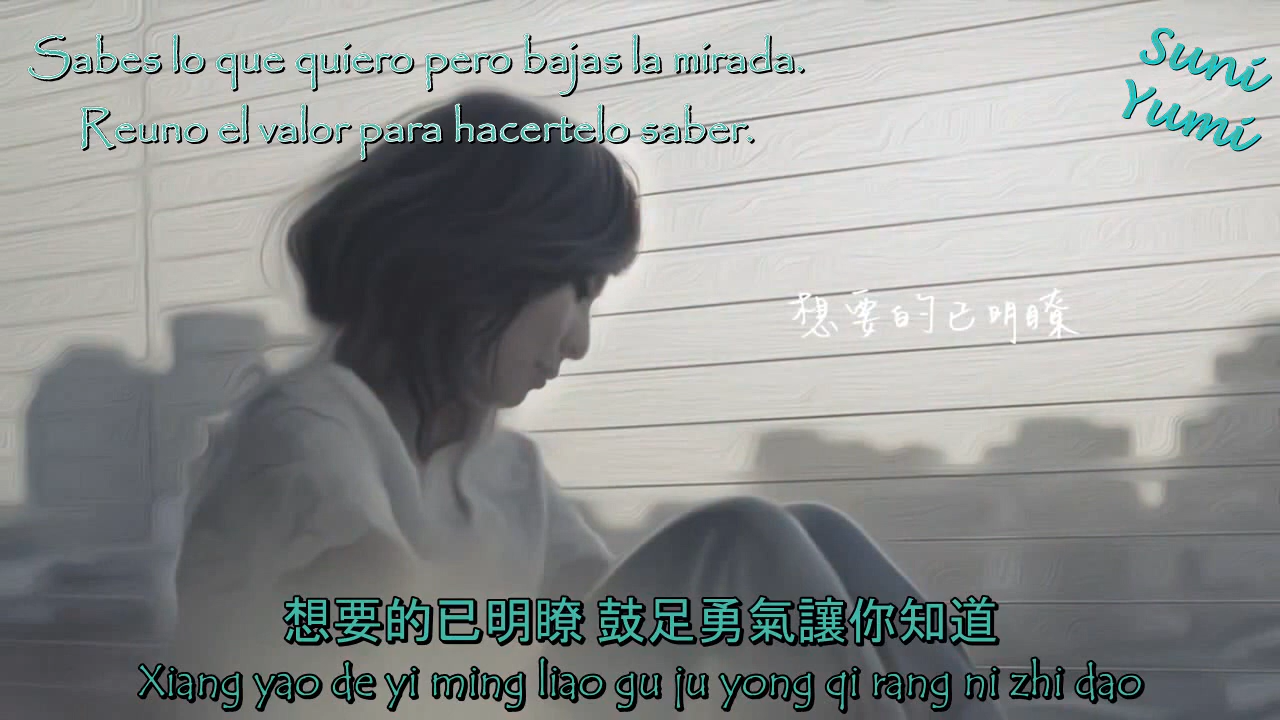 Sabes lo que quiero pero bajas la mirada.
Reuno el valor para hacertelo saber.
Suni
Yumi
想要的已明瞭
想要的已明瞭 鼓足勇氣讓你知道
Xiang yao de yi ming liao gu ju yong qi rang ni zhi dao